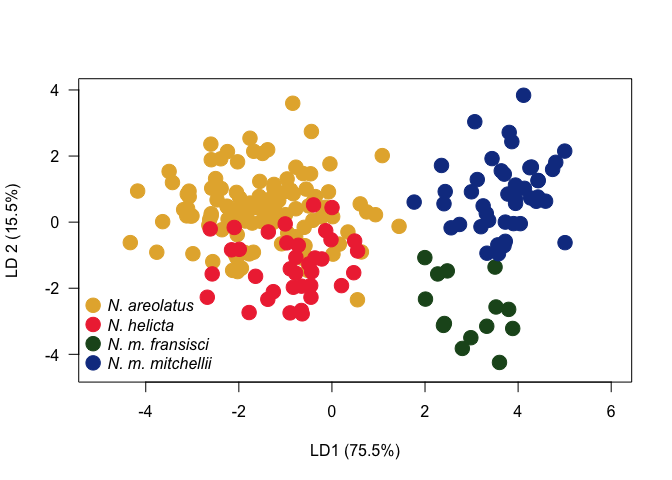 4
2
0
-2
-4
LD 2 (15.5%)
N. areolatus
N. helicta
N. m. fransisci
N. m. mitchellii
-4 -2 0 2 4 6
LD1 (75.5%)